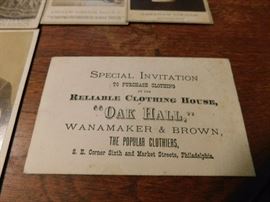 SPECIAL INVITATION
TO PURCHASE CLOTHING
AT THE
RELIABLE CLOTHING HOUSE,
"OAK HALL,"
WANAMAKER & BROWN,
THE POPULAR CLOTHIERS,
S. E. Corner Sixth and Market Streets, Philadelphia.